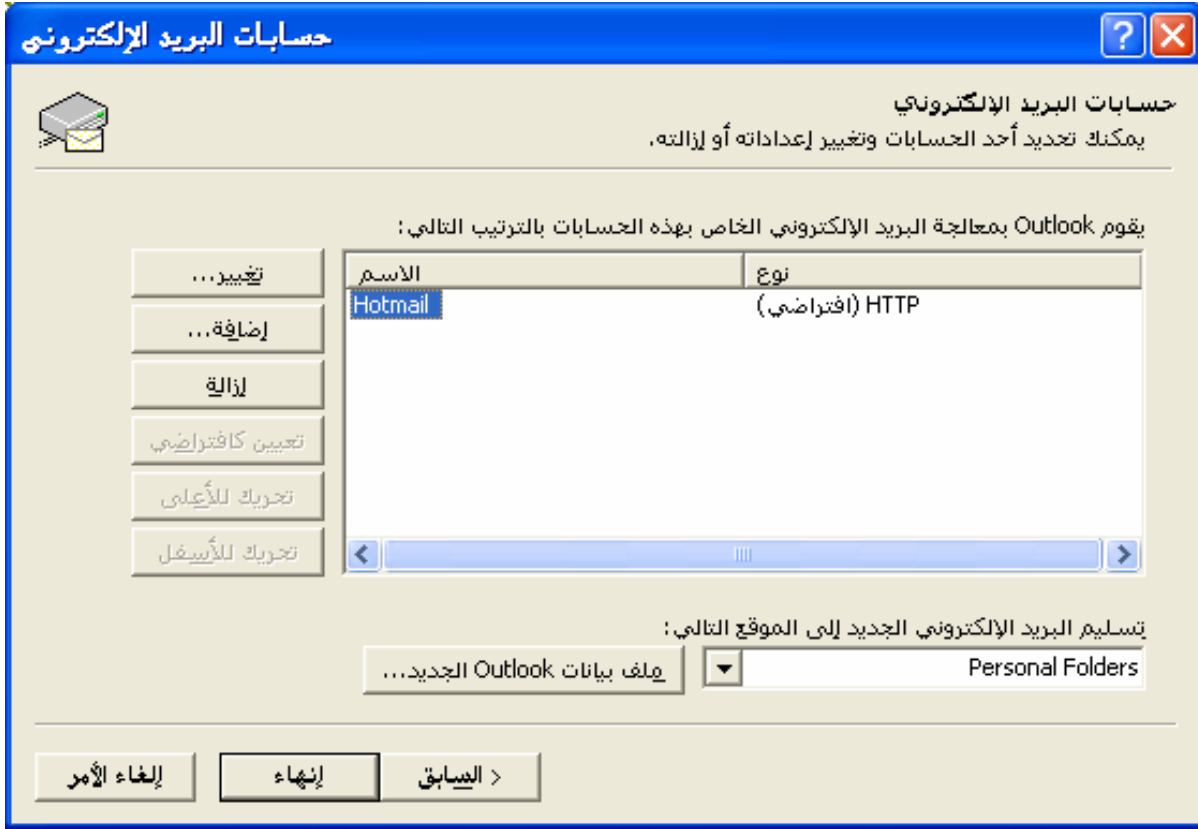 حسابات البريد الإلكتروني
حسابات البريد الإلكتروني
يمكنك تحديد أحد الحسابات وتغيير إعداداته أو إزالته.
يقوم Outlook بمعالجة البريد الإلكتروني الخاص بهذه الحسابات بالترتيب التالي:
نوع
الاسم
HTTP (افتراضي)
Hotmail
تغيير...
إضافة...
إزالة
تعيين كافتراضي
تحريك للأعلى
تحريك للأسفل
تسليم البريد الإلكتروني الجديد إلى الموقع التالي:
Personal Folders
ملف بيانات Outlook الجديد...
< السابق
إنهاء
إلغاء الأمر